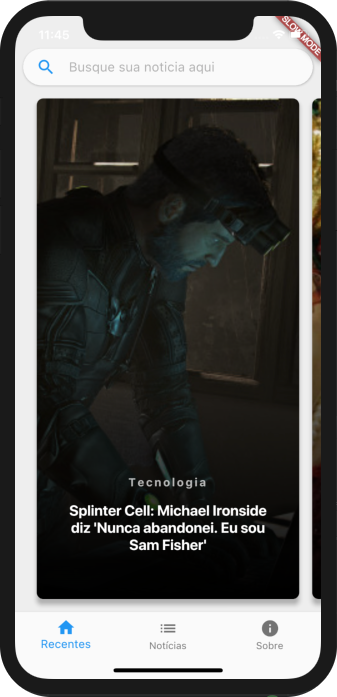 11:45
SLOW MODE
Busque sua noticia aqui
Tecnologia
Splinter Cell: Michael Ironside
diz 'Nunca abandonei. Eu sou
Sam Fisher'
Recentes
Notícias
Sobre